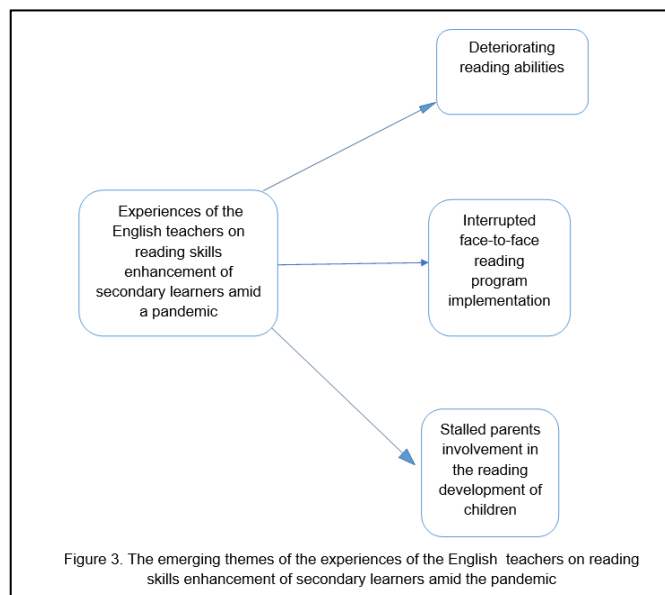 Deteriorating
reading abilities
Experiences of the
English teachers on
reading skills
enhancement of
secondary learners amid
a pandemic
Interrupted
face-to-face
reading
program
implementation
Stalled parents
involvement in
the reading
development of
children
Figure 3. The emerging themes of the experiences of the English teachers on reading
skills enhancement of secondary learners amid the pandemic